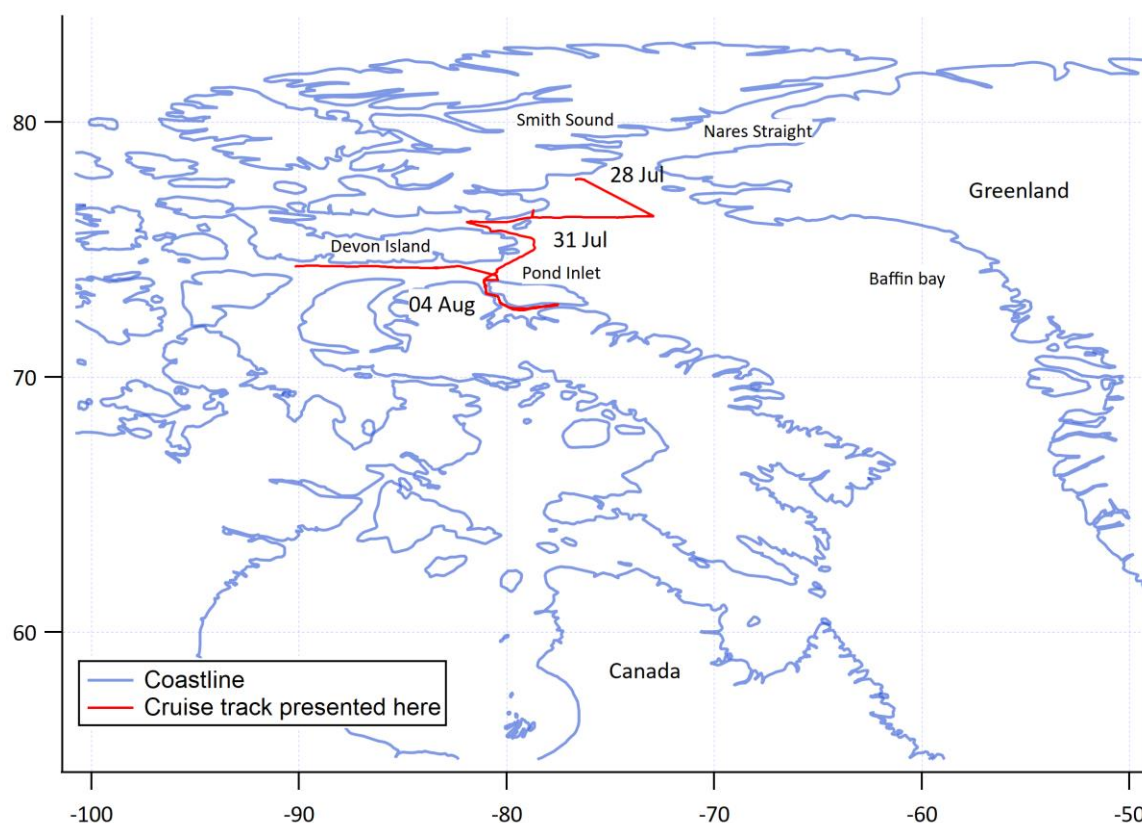 80
70
60
Smith Sound
Nares Straight
28 Jul
Greenland
31 Jul
Devon Island
Pond Inlet
Baffin bay
04 Aug
Canada
Coastline
Cruise track presented here
-100
-90
-80
-70
-60
-50